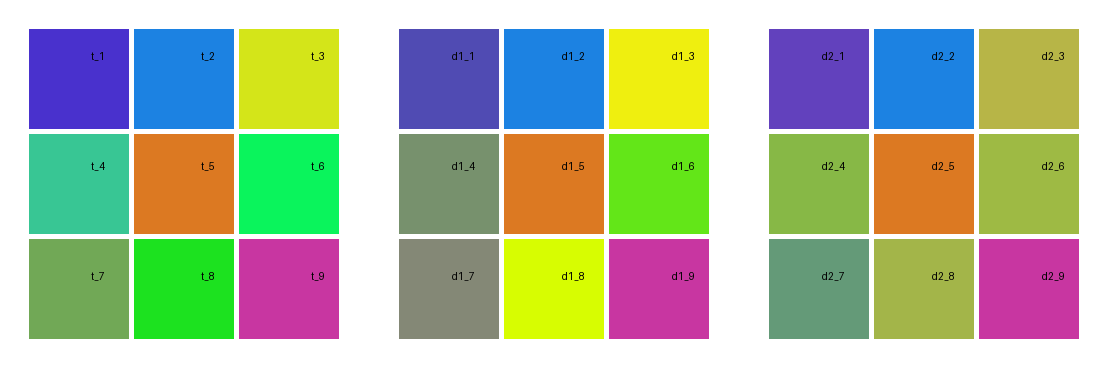 t_1 t_2 t_3 d1_1 d1_2 d1_3 d2_1 d2_2 d2_3
t_4 t_5 t_6 d1_4 d1_5 d1_6 d2_4 d2_5 d2_6
t_7 t_8 t_9 d1_7 d1_8 d1_9 d2_7 d2_8 d2_9